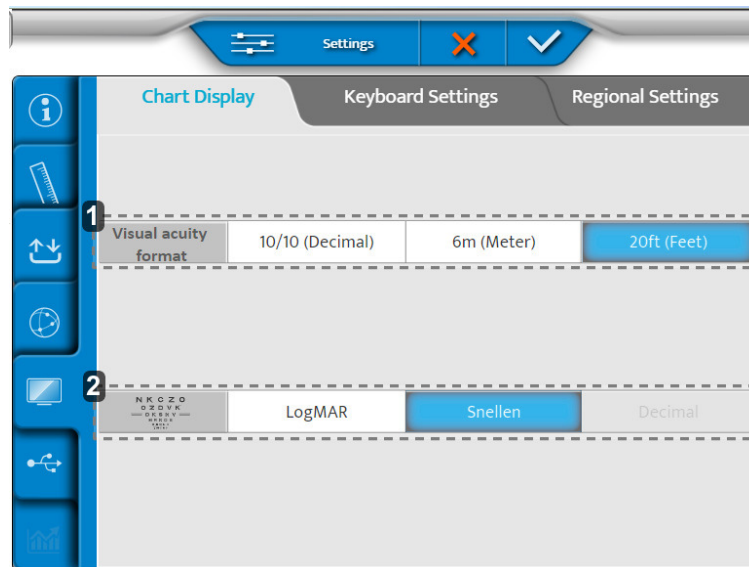 Settings
Chart Display Keyboard Settings Regional Settings
1
Visual acuity format 10/10 (Decimal) 6m (Meter) 20ft (Feet)
2
N K C Z O
O Z D V K
LogMAR Snellen Decimal